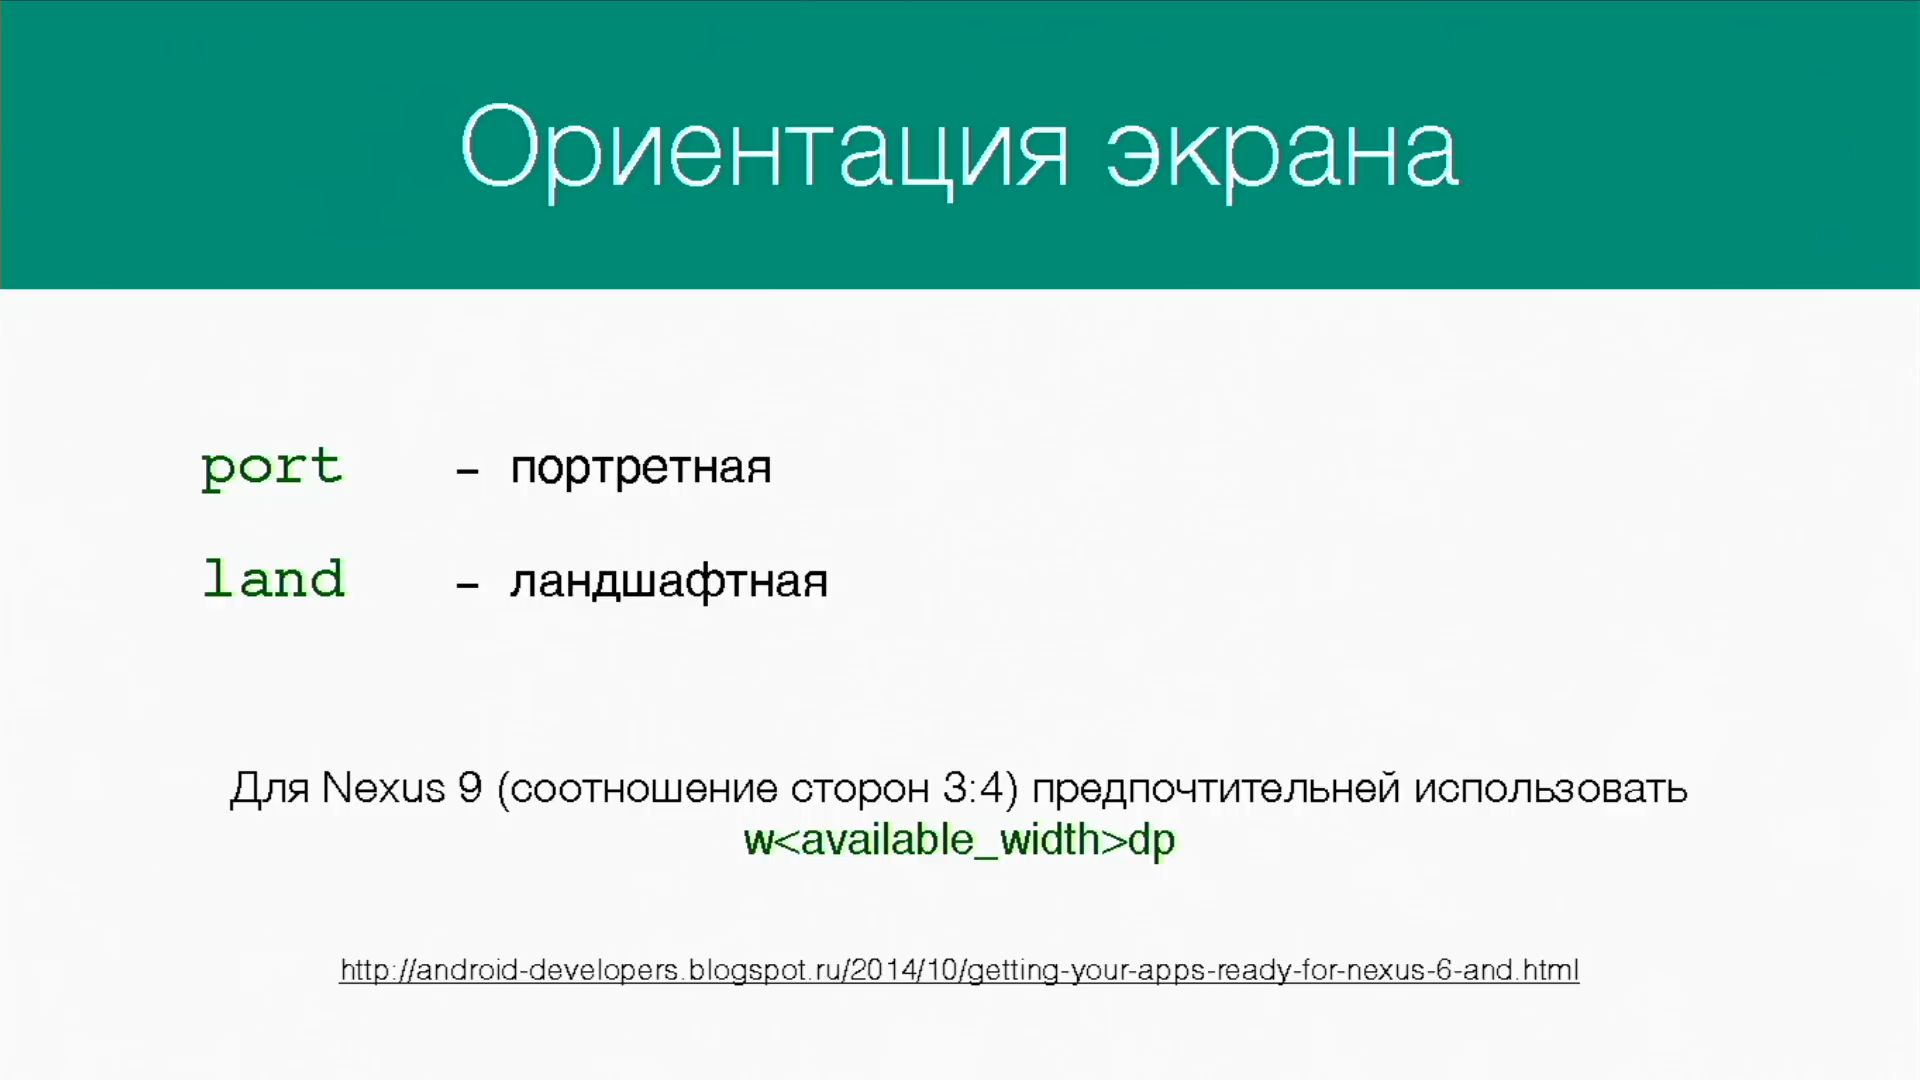 Ориентация экрана
port – портретная
land – ландшафтная
Для Nexus 9 (соотношение сторон 3:4) предпочтительней использовать
w<available_width>dp
http://android-developers.blogspot.ru/2014/10/getting-your-apps-ready-for-nexus-6-and.html